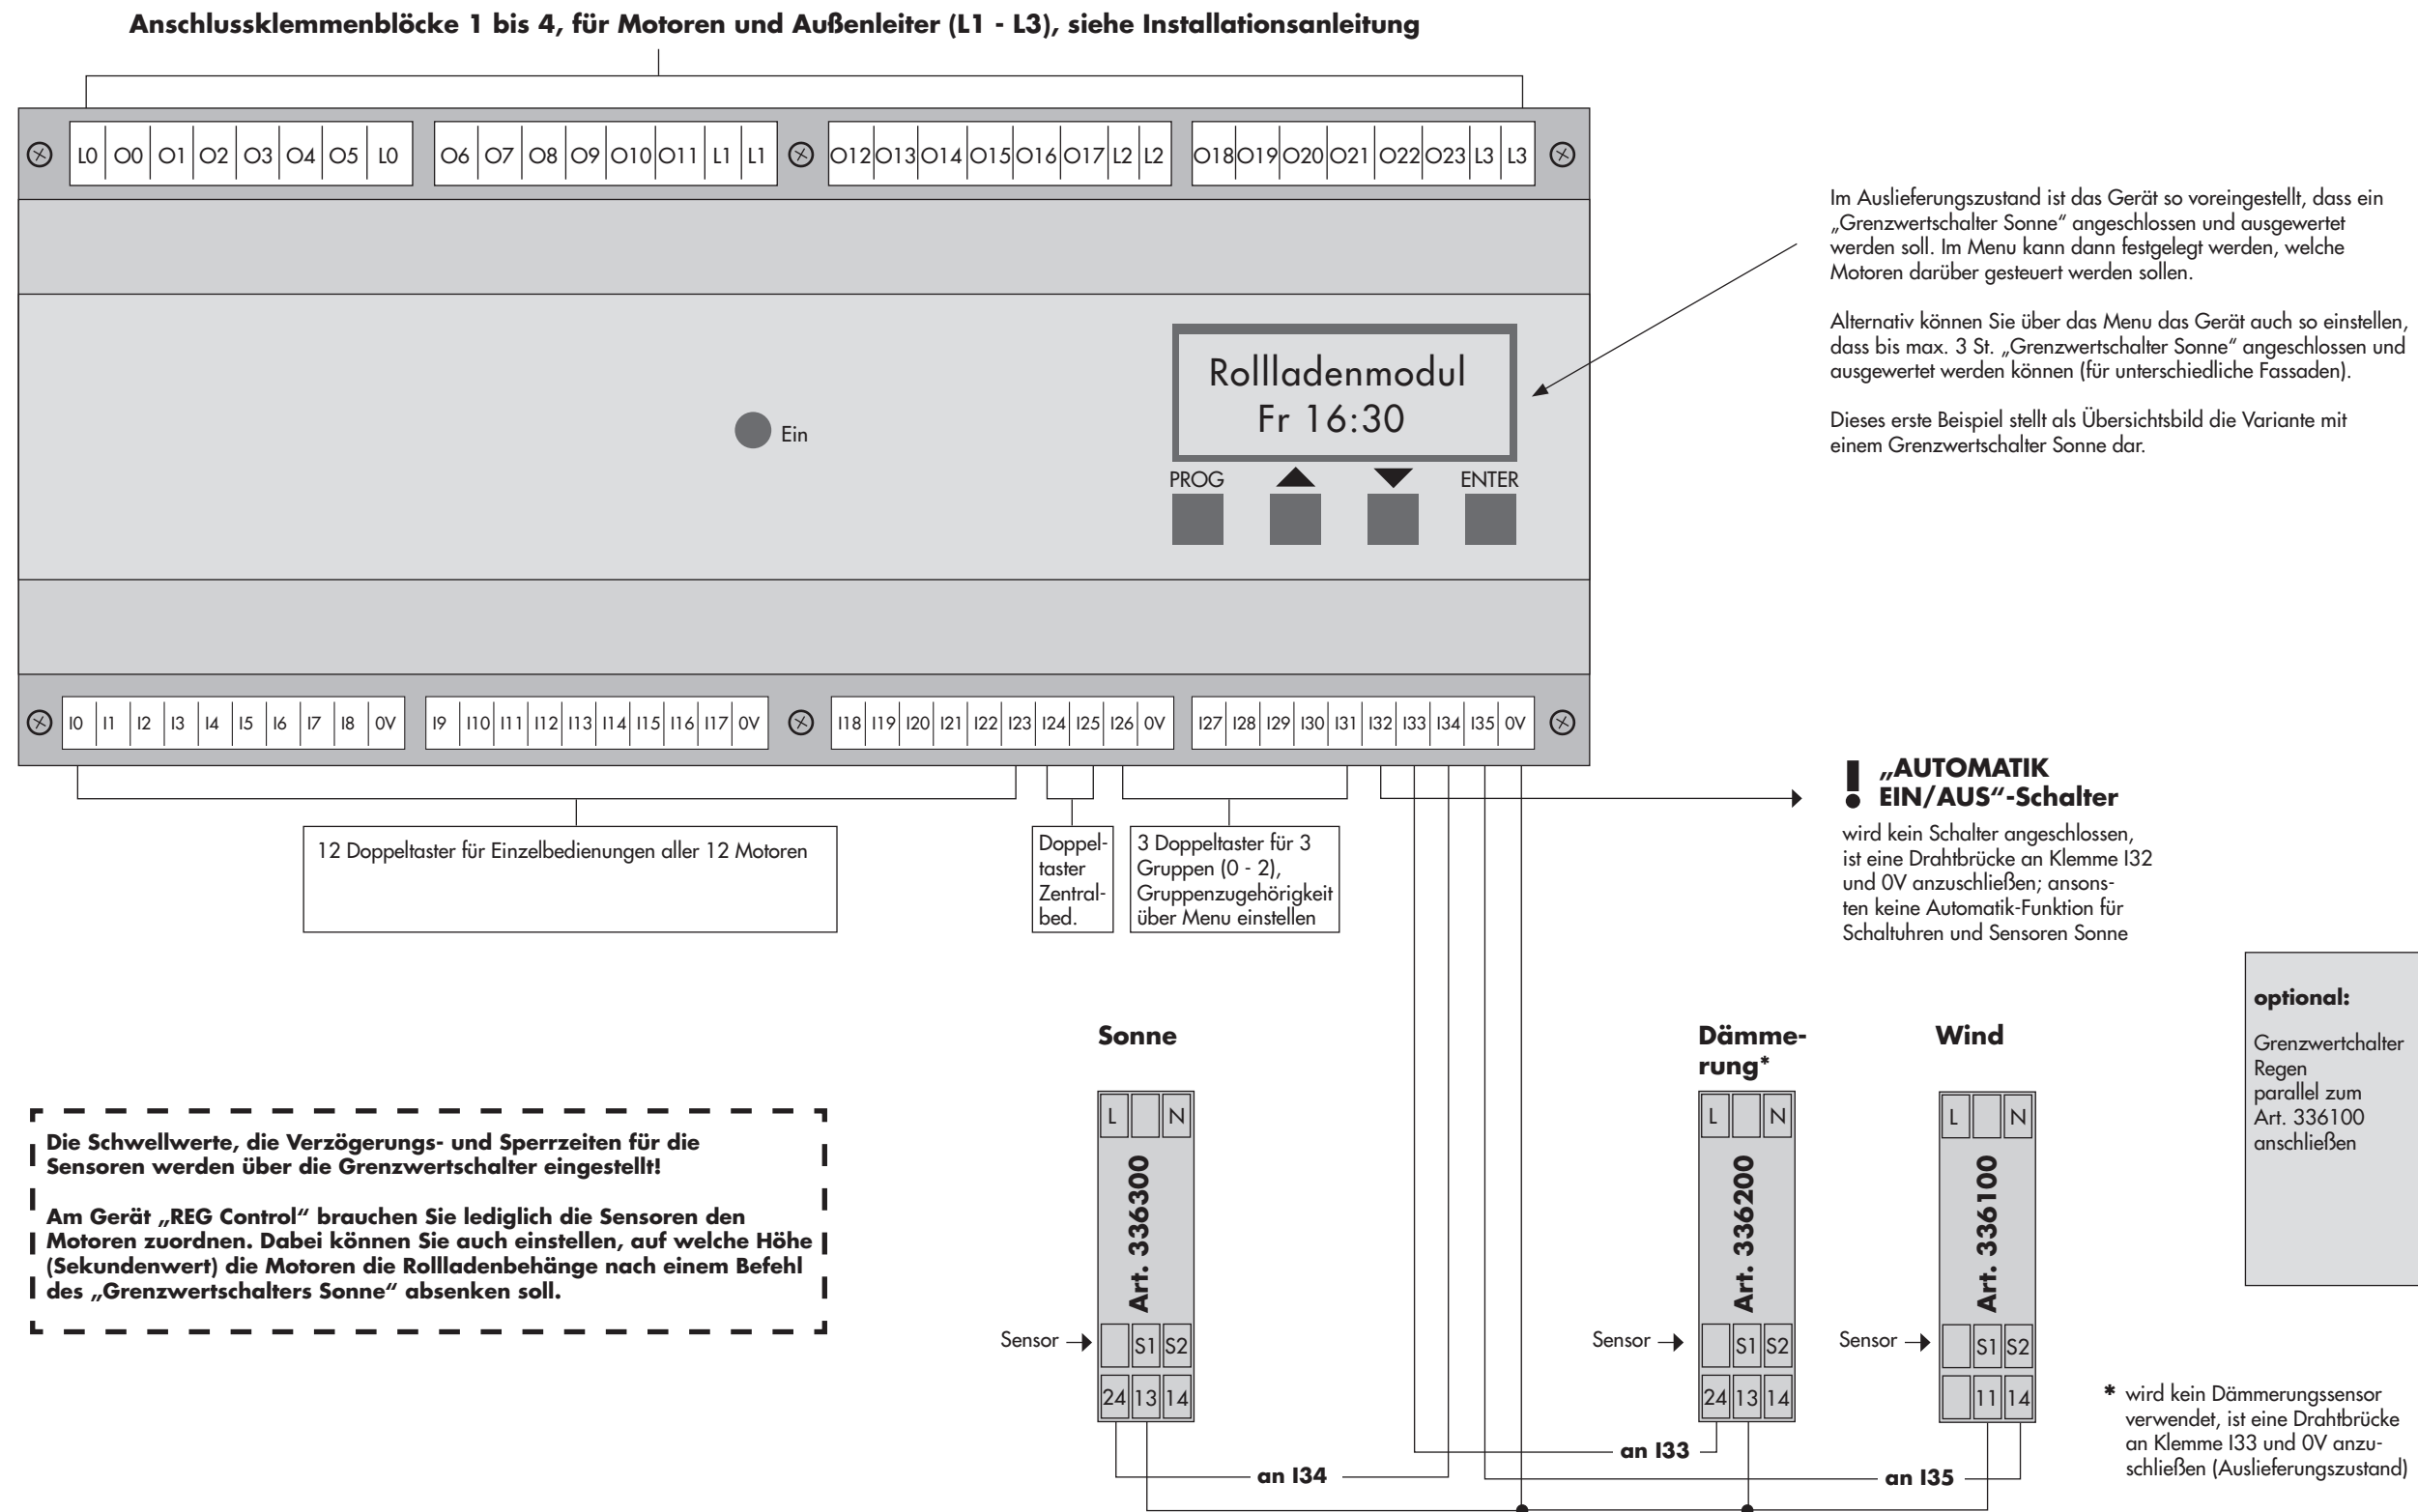 Anschlussklemmenblöcke 1 bis 4, für Motoren und Außenleiter (L1 - L3), siehe Installationsanleitung
L0 O0 O1 O2 O3 O4 O5 L0 O6 O7 O8 O9 O10 O11 L1 L1 O12 O13 O14 O15 O16 O17 L2 L2 O18 O19 O20 O21 O22 O23 L3 L3
Im Auslieferungszustand ist das Gerät so voreingestellt, dass ein
„Grenzwertschalter Sonne“ angeschlossen und ausgewertet
werden soll. Im Menu kann dann festgelegt werden, welche
Motoren darüber gesteuert werden sollen.
Alternativ können Sie über das Menu das Gerät auch so einstellen,
dass bis max. 3 St. „Grenzwertschalter Sonne“ angeschlossen und
ausgewertet werden können (für unterschiedliche Fassaden).
Dieses erste Beispiel stellt als Übersichtsbild die Variante mit
einem Grenzwertschalter Sonne dar.
Rollladenmodul
Fr 16:30
Ein
PROG ENTER
I0 I1 I2 I3 I4 I5 I6 I7 I8 0V I9 I10 I11 I12 I13 I14 I15 I16 I17 0V I18 I19 I20 I21 I22 I23 I24 I25 I26 0V I27 I28 I29 I30 I31 I32 I33 I34 I35 0V
12 Doppeltaster für Einzelbedienungen aller 12 Motoren
Doppel-
taster
Zentral-
bed.
3 Doppeltaster für 3
Gruppen (0 - 2),
Gruppenzugehörigkeit
über Menu einstellen
! „AUTOMATIK
EIN/AUS“-Schalter
wird kein Schalter angeschlossen,
ist eine Drahtbrücke an Klemme I32
und 0V anzuschließen; ansons-
ten keine Automatik-Funktion für
Schaltuhren und Sensoren Sonne
optional:
Grenzwertchalter
Regen
parallel zum
Art. 336100
anschließen
Die Schwellwerte, die Verzögerungs- und Sperrzeiten für die
Sensoren werden über die Grenzwertschalter eingestellt!
Am Gerät „REG Control“ brauchen Sie lediglich die Sensoren den
Motoren zuordnen. Dabei können Sie auch einstellen, auf welche Höhe
(Sekundenwert) die Motoren die Rollladenbehänge nach einem Befehl
des „Grenzwertschalters Sonne“ absenken soll.
Sonne
L N
Art. 336300
Sensor
S1 S2
24 13 14
an I34
Dämme-
rung*
L N
Art. 336200
Sensor
S1 S2
24 13 14
an I33
Wind
L N
Art. 336100
Sensor
S1 S2
11 14
an I35
* wird kein Dämmerungssensor
verwendet, ist eine Drahtbrücke
an Klemme I33 und 0V anzu-
schließen (Auslieferungszustand)